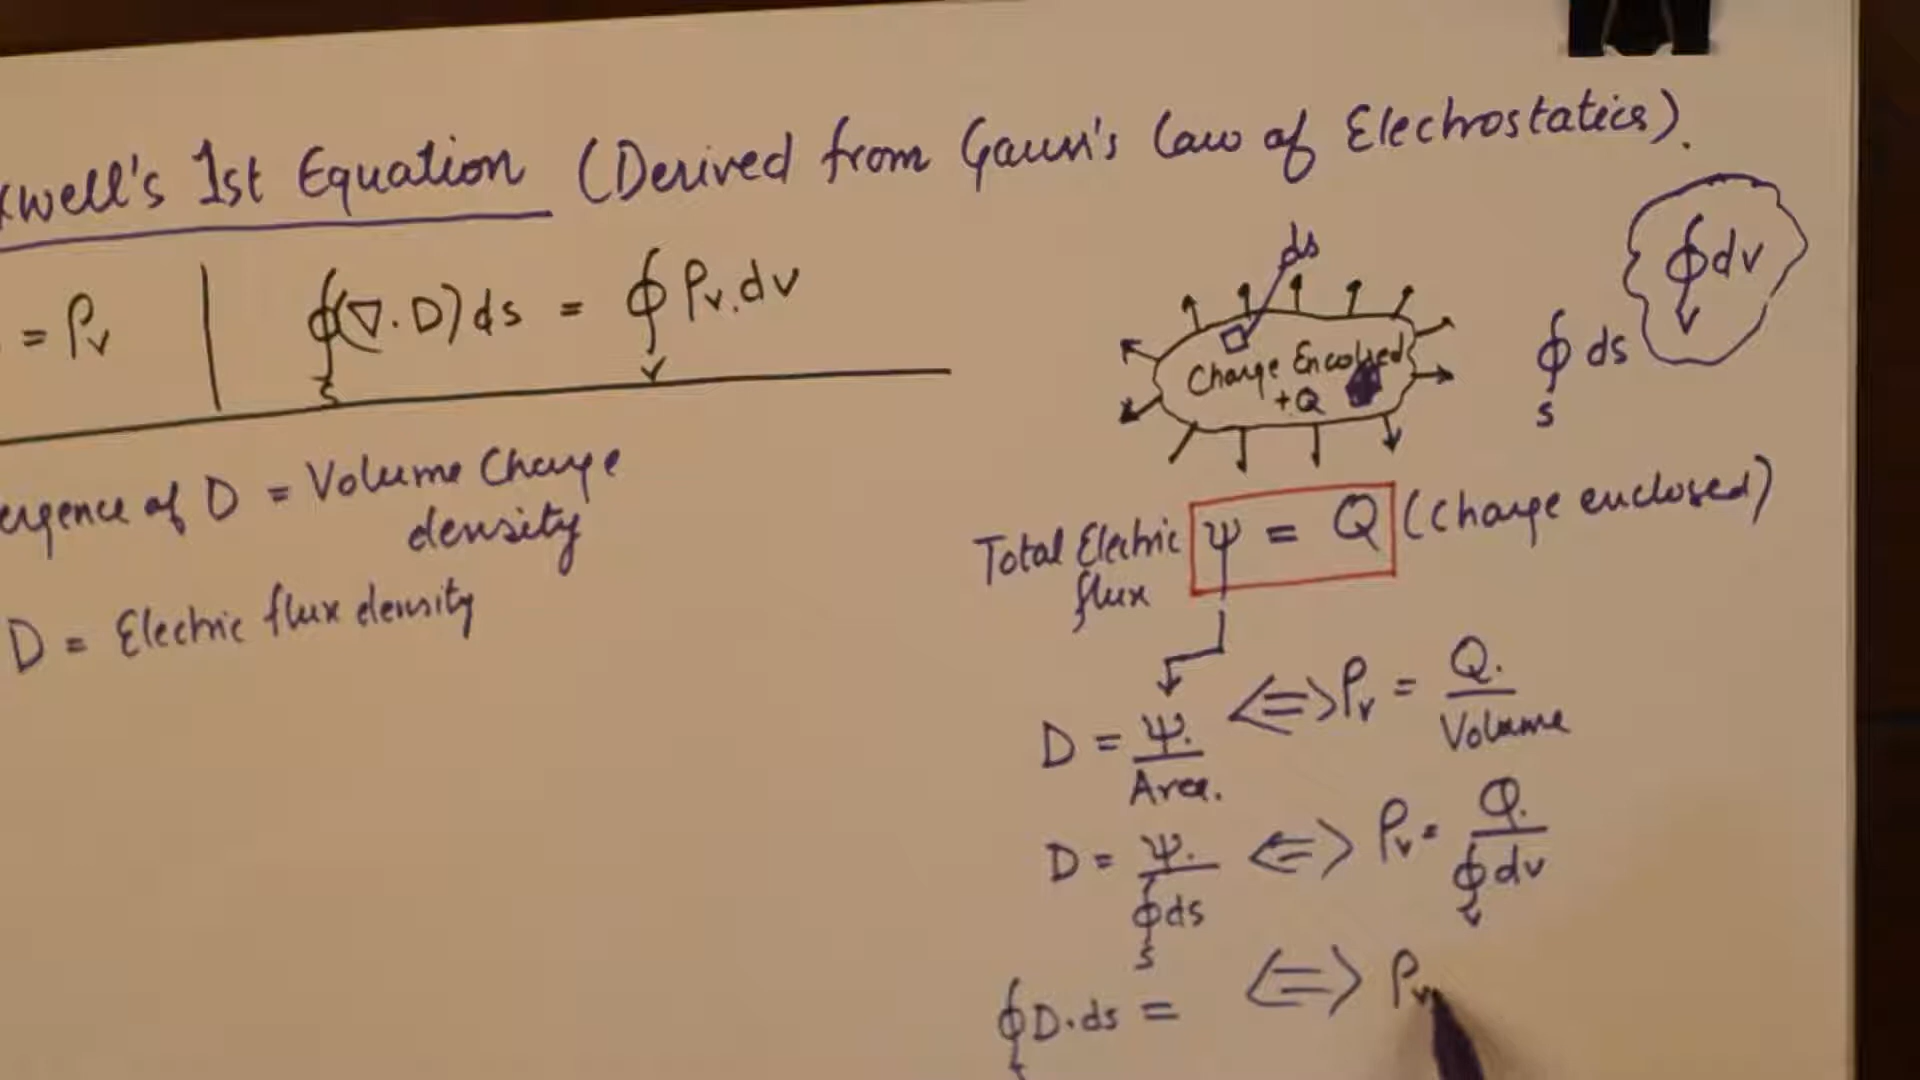 xwell's 1st Equation (Derived from Gauss's Law of Electrostatics).
= ρv | ∮s (∇.D) ds = ∮v ρv.dv
ds
∮s ds
∮v dv
Charge Encolsed
+Q
ergence of D = Volume Charge
density
D = Electric flux density
Total Electric ψ = Q (Charge enclosed)
flux
D = ψ. / Area. <=> ρv = Q. / Volume
D = ψ. / ∮s ds <=> ρv = Q. / ∮v dv
∮ D.ds = <=> ρv